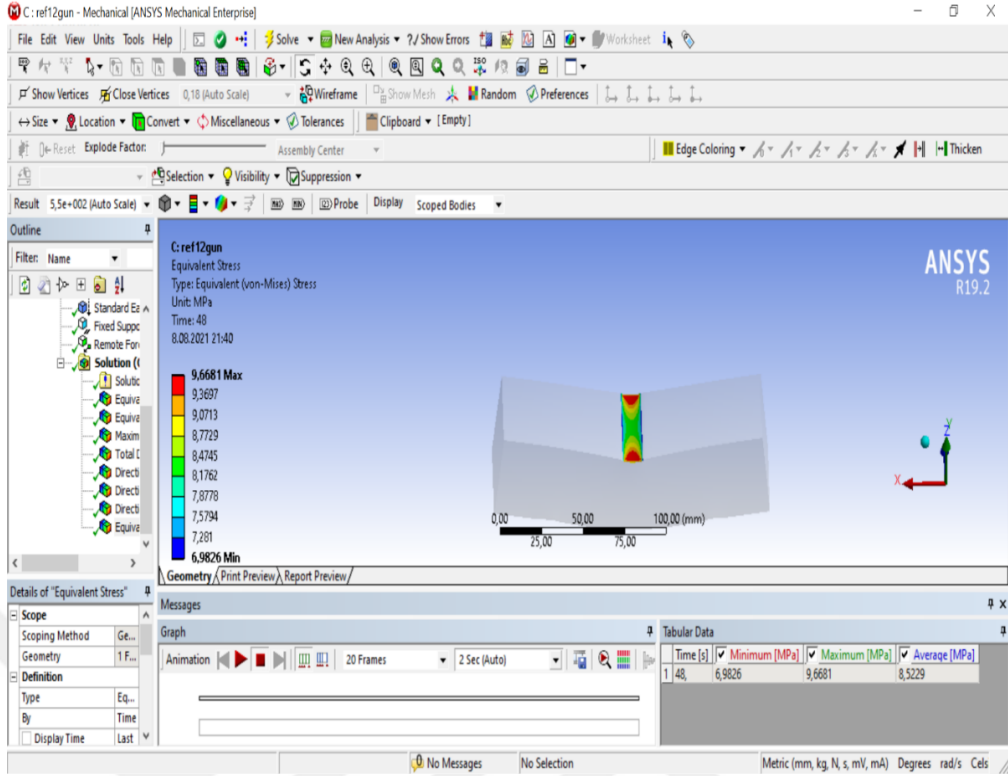 C : ref12gun - Mechanical [ANSYS Mechanical Enterprise]
File Edit View Units Tools Help Solve New Analysis ?/ Show Errors Worksheet
Show Vertices Close Vertices 0,18 (Auto Scale) Wireframe Show Mesh Random Preferences
Size Location Convert Miscellaneous Tolerances Clipboard [Empty]
Reset Explode Factor: Assembly Center Edge Coloring Thicken
Selection Visibility Suppression
Result 5,5e+002 (Auto Scale) MAX MIN Probe Display Scoped Bodies
Outline
Filter: Name
Standard Ea
Fixed Suppo
Remote For
Solution (
Solutic
Equiva
Equiva
Maxim
Total D
Directi
Directi
Directi
Equiva
C: ref12gun
Equivalent Stress
Type: Equivalent (von-Mises) Stress
Unit: MPa
Time: 48
8.08.2021 21:40
9,6681 Max
9,3697
9,0713
8,7729
8,4745
8,1762
7,8778
7,5794
7,281
6,9826 Min
ANSYS
R19.2
Y
Z
X
0,00 50,00 100,00 (mm)
25,00 75,00
Geometry Print Preview Report Preview
Details of "Equivalent Stress"
Scope
Scoping Method Ge...
Geometry 1 F...
Definition
Type Eq...
By Time
Display Time Last
Messages
Graph
Animation 20 Frames 2 Sec (Auto)
Tabular Data
Time [s] Minimum [MPa] Maximum [MPa] Average [MPa]
1 48, 6,9826 9,6681 8,5229
No Messages No Selection Metric (mm, kg, N, s, mV, mA) Degrees rad/s Cels